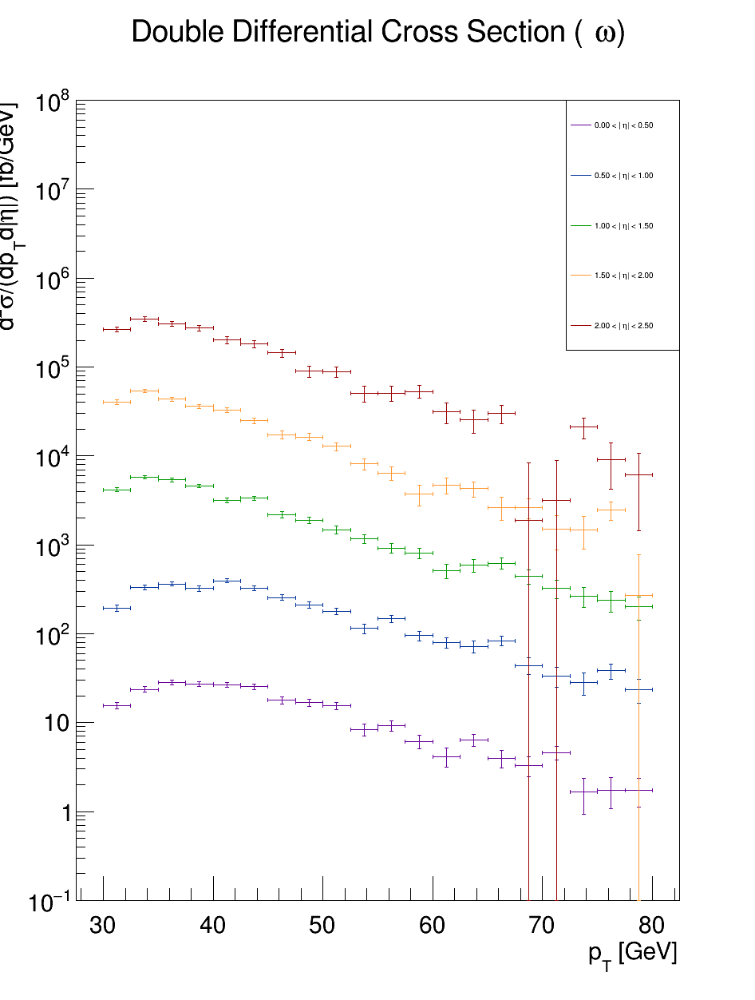 Double Differential Cross Section ( ω)
d²σ/(dp_T d|η|) [fb/GeV]
10⁸
10⁷
10⁶
10⁵
10⁴
10³
10²
10
1
10⁻¹
0.00 < | η| < 0.50
0.50 < | η| < 1.00
1.00 < | η| < 1.50
1.50 < | η| < 2.00
2.00 < | η| < 2.50
30 40 50 60 70 80
p_T [GeV]